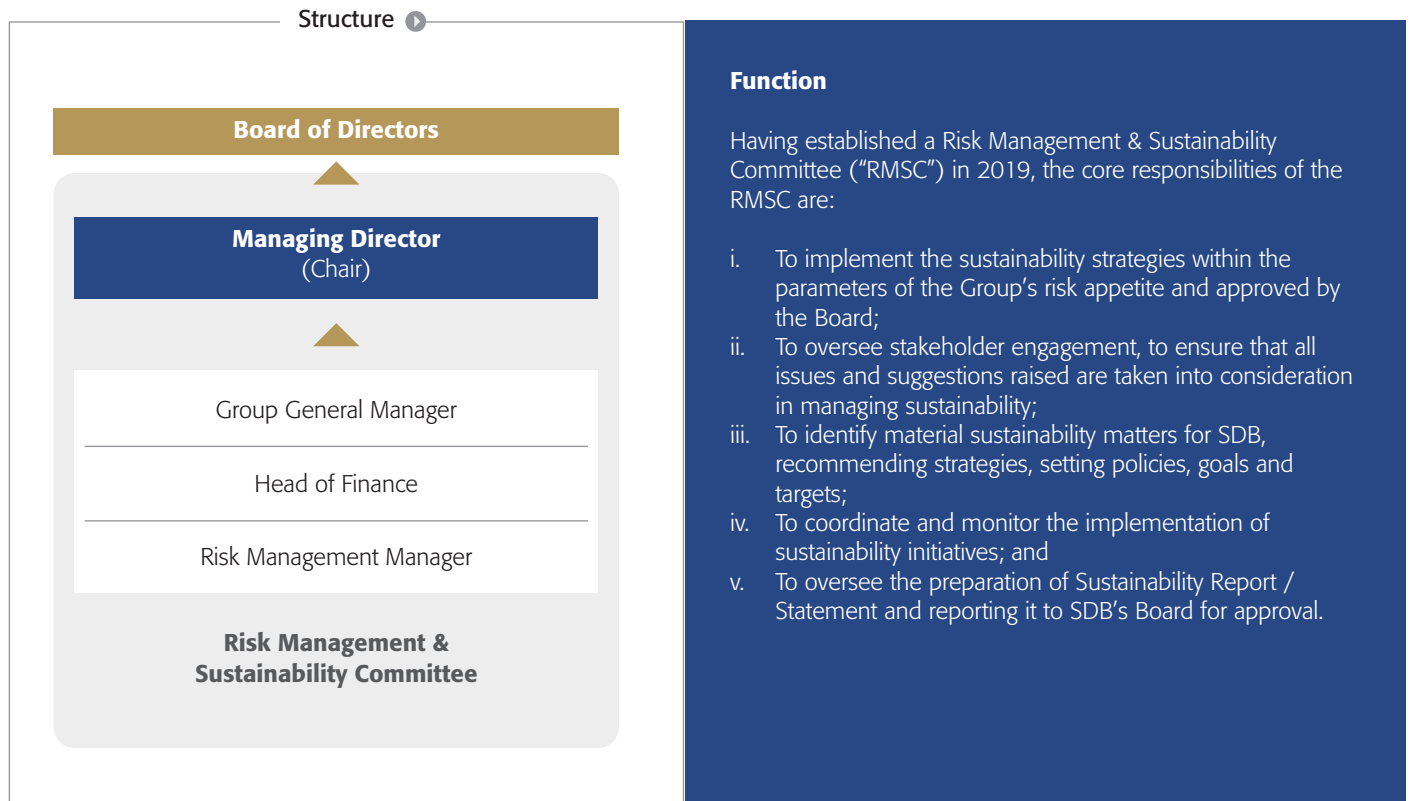 Structure
Board of Directors
Managing Director
(Chair)
Group General Manager
Head of Finance
Risk Management Manager
Risk Management &
Sustainability Committee
Function
Having established a Risk Management & Sustainability
Committee (“RMSC”) in 2019, the core responsibilities of the
RMSC are:
i. To implement the sustainability strategies within the
parameters of the Group’s risk appetite and approved by
the Board;
ii. To oversee stakeholder engagement, to ensure that all
issues and suggestions raised are taken into consideration
in managing sustainability;
iii. To identify material sustainability matters for SDB,
recommending strategies, setting policies, goals and
targets;
iv. To coordinate and monitor the implementation of
sustainability initiatives; and
v. To oversee the preparation of Sustainability Report /
Statement and reporting it to SDB’s Board for approval.